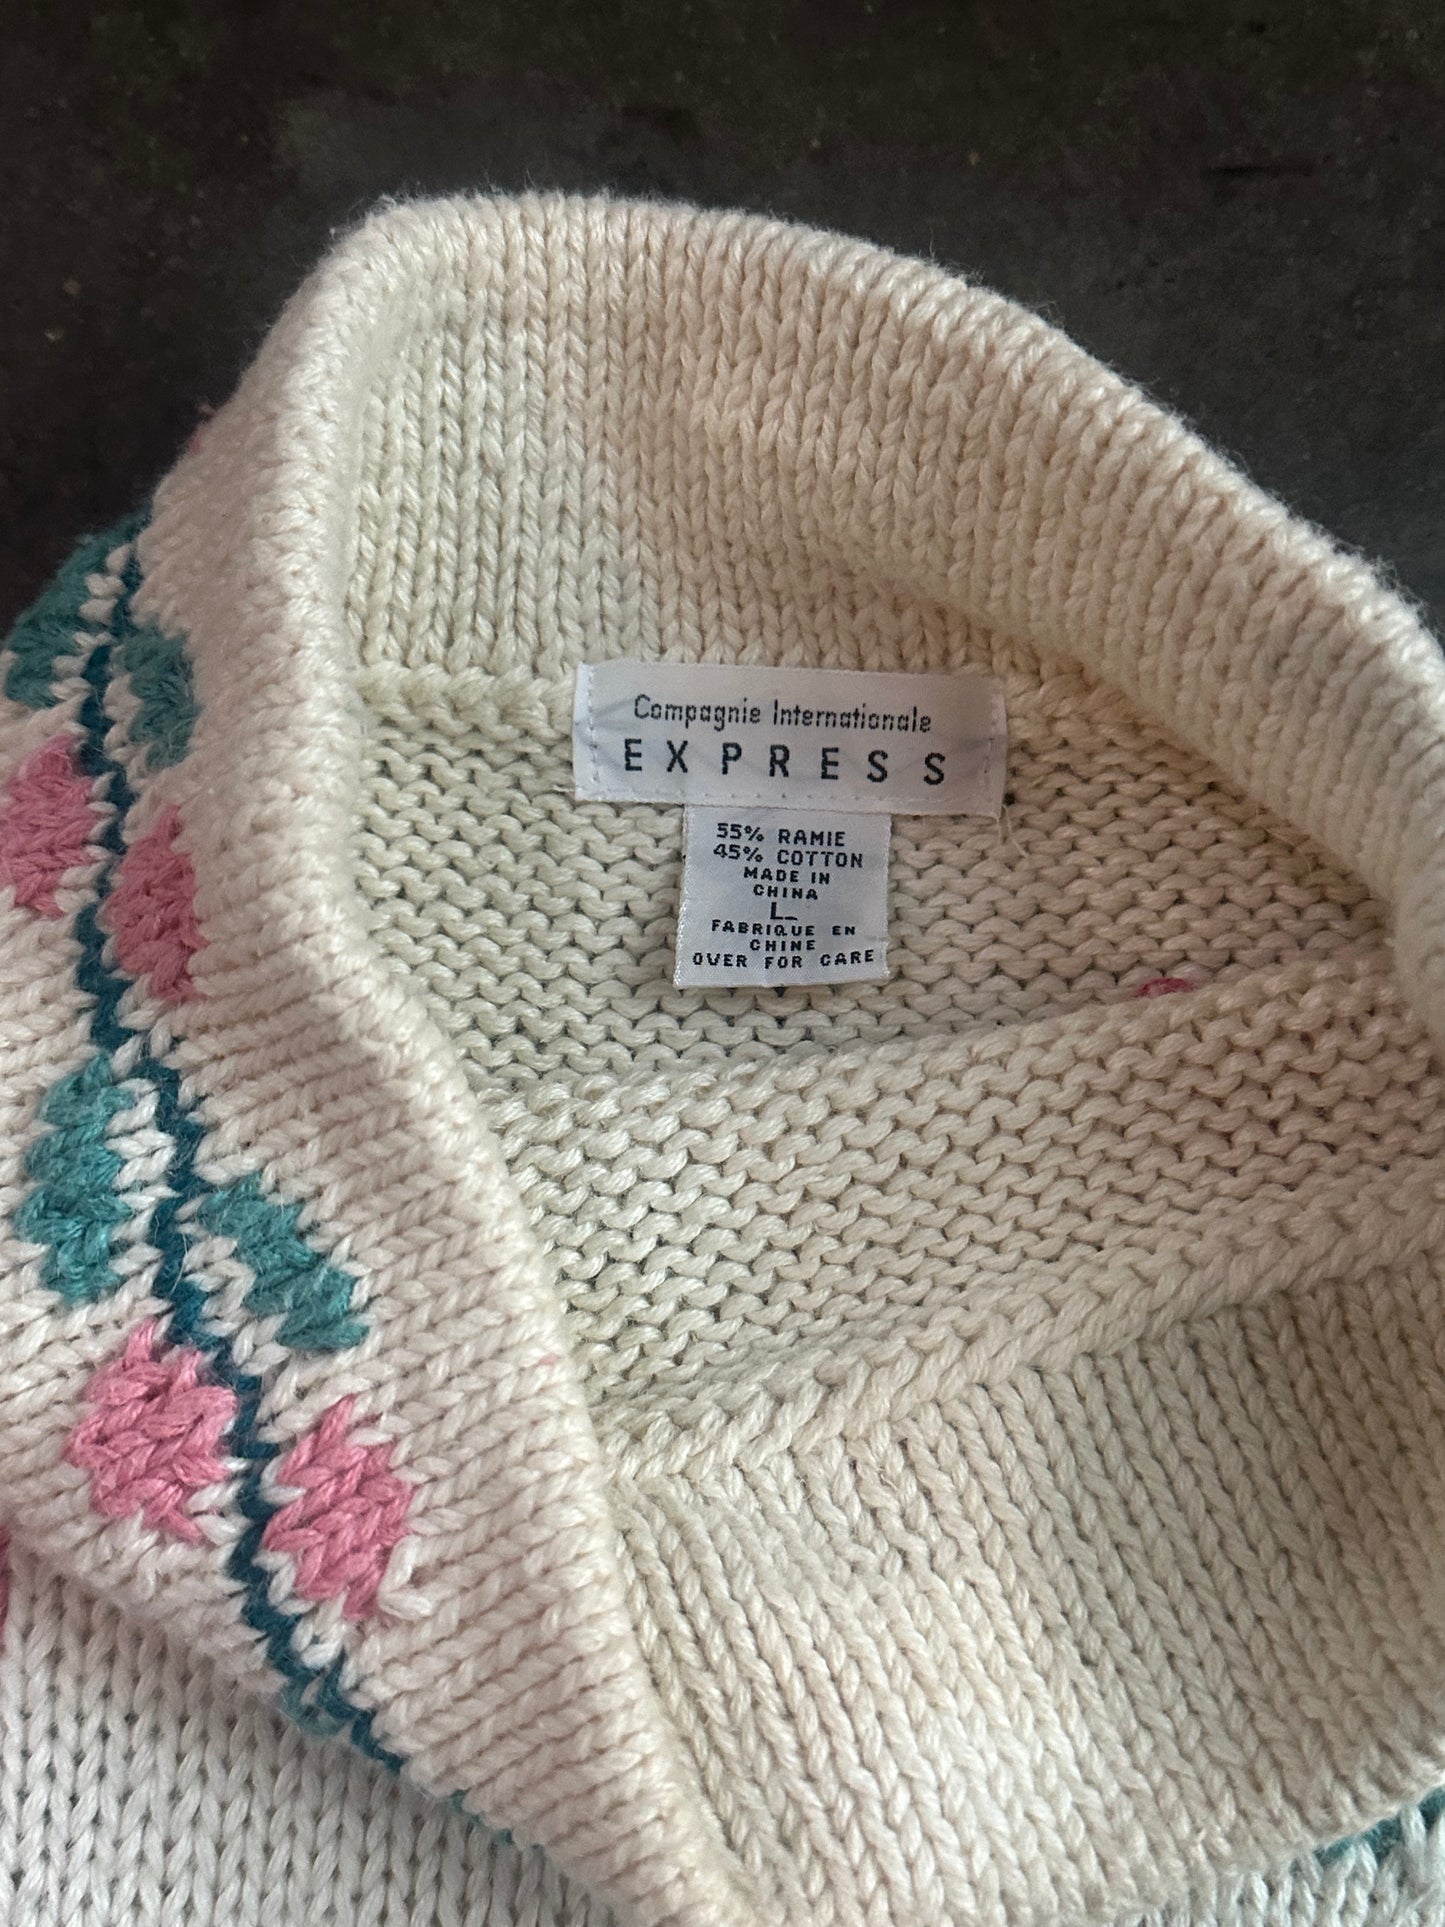 Compagnie Internationale
EXPRESS
55% RAMIE
45% COTTON
MADE IN
CHINA
L
FABRIQUE EN
CHINE
OVER FOR CARE